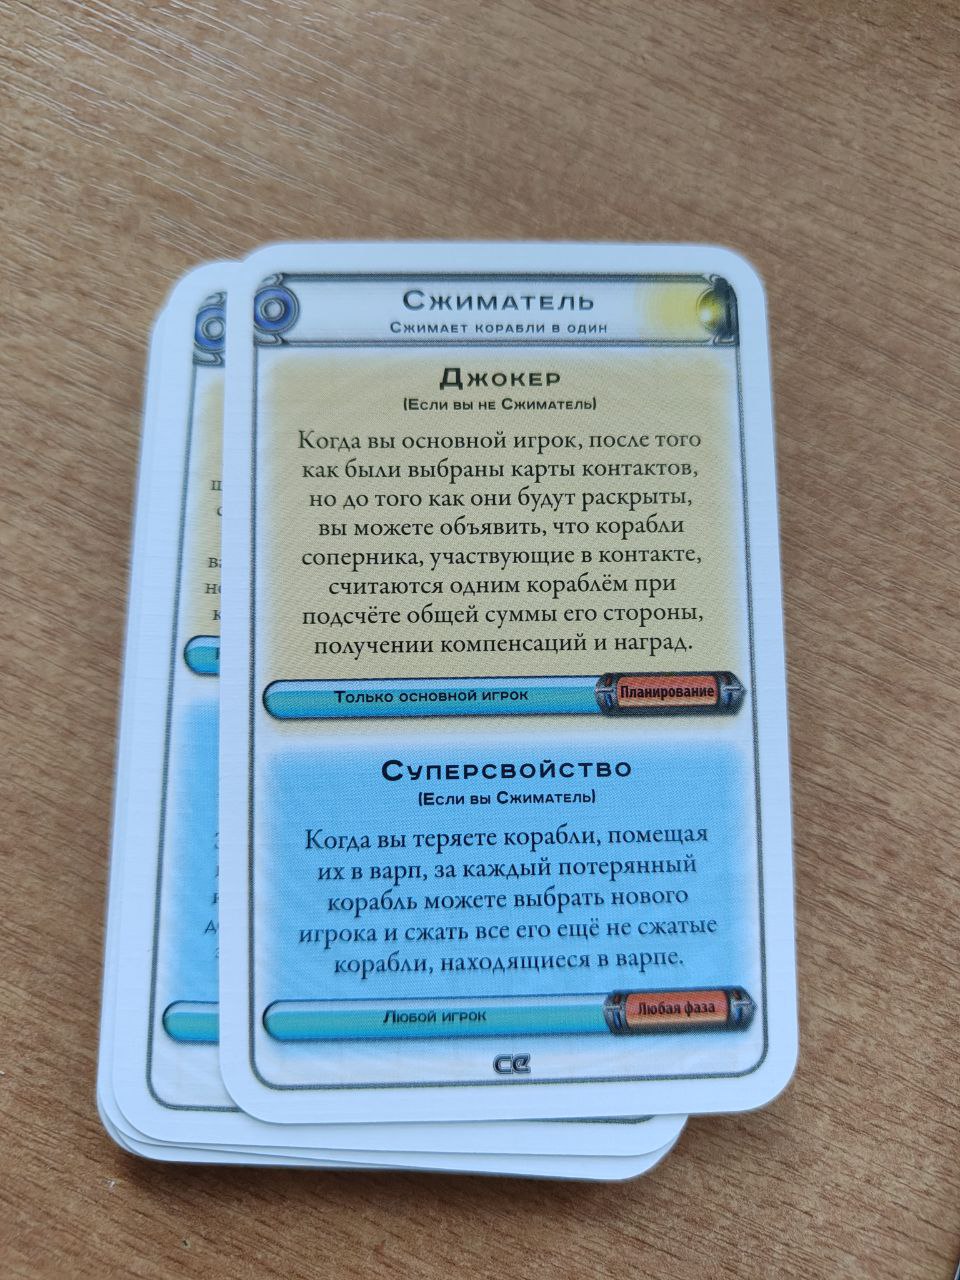 Сжиматель
Сжимает корабли в один
Джокер
(Если вы не Сжиматель)
Когда вы основной игрок, после того
как были выбраны карты контактов,
но до того как они будут раскрыты,
вы можете объявить, что корабли
соперника, участвующие в контакте,
считаются одним кораблём при
подсчёте общей суммы его стороны,
получении компенсаций и наград.
Только основной игрок
Планирование
Суперсвойство
(Если вы Сжиматель)
Когда вы теряете корабли, помещая
их в варп, за каждый потерянный
корабль можете выбрать нового
игрока и сжать все его ещё не сжатые
корабли, находящиеся в варпе.
Любой игрок
Любая фаза